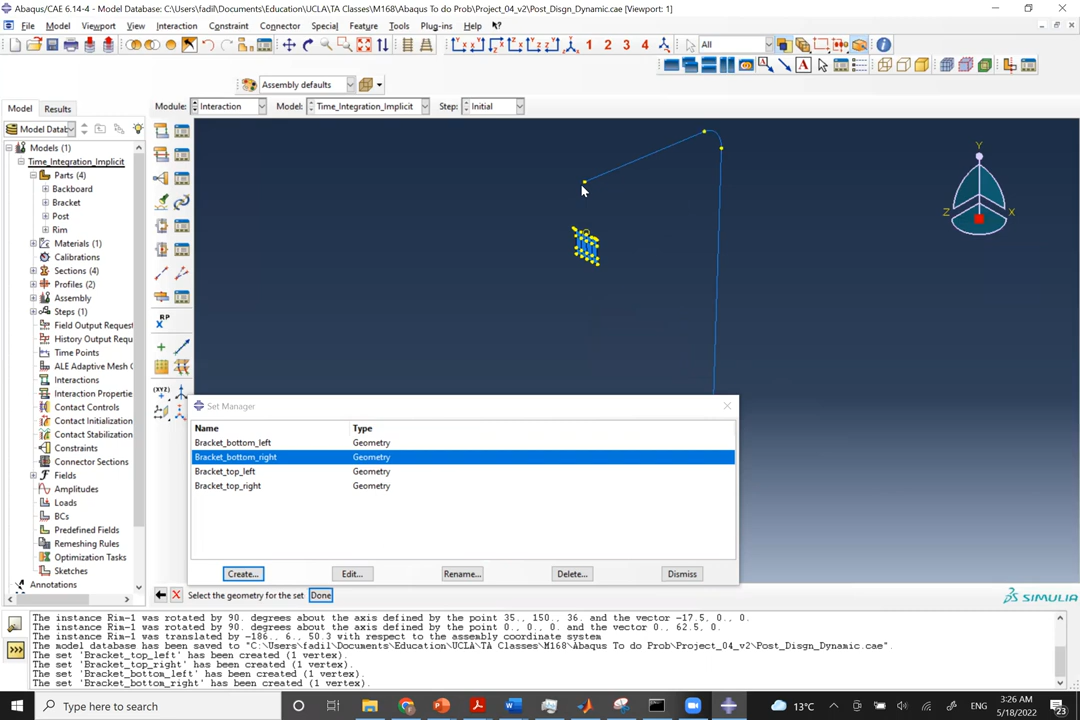 Abaqus/CAE 6.14-4 - Model Database: C:\Users\fadil\Documents\Education\UCLA\TA Classes\M168\Abaqus To do Prob\Project_04_v2\Post_Disgn_Dynamic.cae [Viewport: 1]
File Model Viewport View Interaction Constraint Connector Special Feature Tools Plug-ins Help
1 2 3 4 All
Assembly defaults
Model Results Module: Interaction Model: Time_Integration_Implicit Step: Initial
Model Datab
Models (1)
Time_Integration_Implicit
Parts (4)
Backboard
Bracket
Post
Rim
Materials (1)
Calibrations
Sections (4)
Profiles (2)
Assembly
Steps (1)
Field Output Request
History Output Requ
Time Points
ALE Adaptive Mesh C
Interactions
Interaction Propertie
Contact Controls
Contact Initialization
Contact Stabilization
Constraints
Connector Sections
Fields
Amplitudes
Loads
BCs
Predefined Fields
Remeshing Rules
Optimization Tasks
Sketches
Annotations
RP
(XYZ)
Y
Z X
Set Manager
Name Type
Bracket_bottom_left Geometry
Bracket_bottom_right Geometry
Bracket_top_left Geometry
Bracket_top_right Geometry
Create... Edit... Rename... Delete... Dismiss
Select the geometry for the set Done
SIMULIA
The instance Rim-1 was rotated by 90. degrees about the axis defined by the point 35., 150., 36. and the vector -17.5, 0., 0.
The instance Rim-1 was rotated by 90. degrees about the axis defined by the point 0., 0., 0. and the vector 0., 62.5, 0.
The instance Rim-1 was translated by -186., 6., 50.3 with respect to the assembly coordinate system
The model database has been saved to "C:\Users\fadil\Documents\Education\UCLA\TA Classes\M168\Abaqus To do Prob\Project_04_v2\Post_Disgn_Dynamic.cae".
The set 'Bracket_top_left' has been created (1 vertex).
The set 'Bracket_top_right' has been created (1 vertex).
The set 'Bracket_bottom_left' has been created (1 vertex).
The set 'Bracket_bottom_right' has been created (1 vertex).
Type here to search
13°C
ENG
3:26 AM
5/18/2022
23